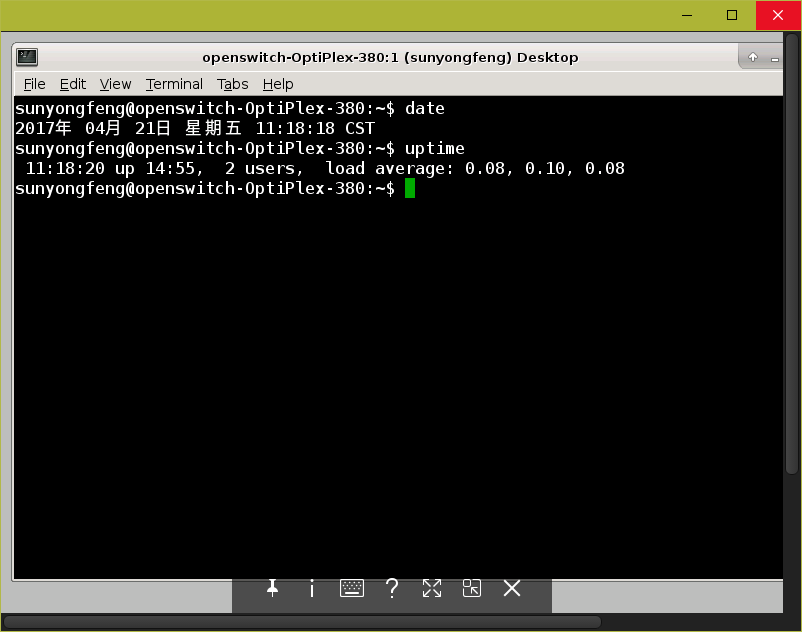 openswitch-OptiPlex-380:1 (sunyongfeng) Desktop
File Edit View Terminal Tabs Help
sunyongfeng@openswitch-OptiPlex-380:~$ date
2017年 04月 21日 星期五 11:18:18 CST
sunyongfeng@openswitch-OptiPlex-380:~$ uptime
 11:18:20 up 14:55,  2 users,  load average: 0.08, 0.10, 0.08
sunyongfeng@openswitch-OptiPlex-380:~$